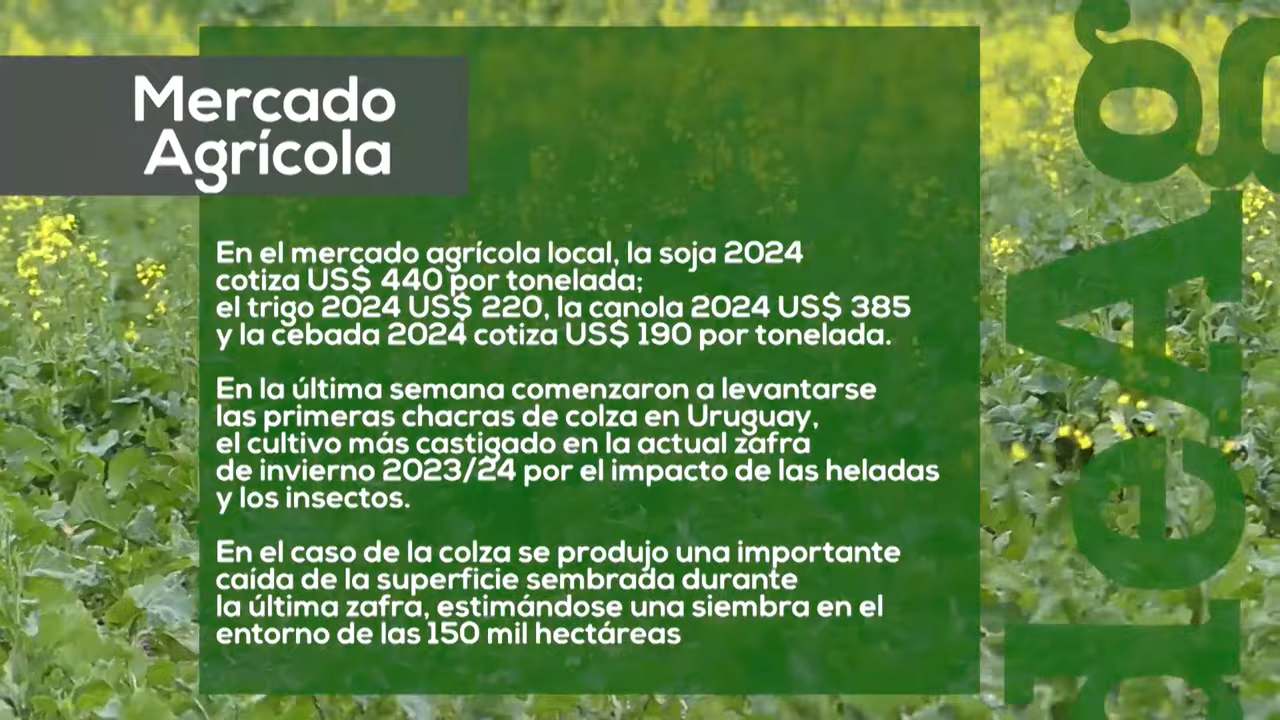 Mercado
Agrícola
En el mercado agrícola local, la soja 2024
cotiza US$ 440 por tonelada;
el trigo 2024 US$ 220, la canola 2024 US$ 385
y la cebada 2024 cotiza US$ 190 por tonelada.
En la última semana comenzaron a levantarse
las primeras chacras de colza en Uruguay,
el cultivo más castigado en la actual zafra
de invierno 2023/24 por el impacto de las heladas
y los insectos.
En el caso de la colza se produjo una importante
caída de la superficie sembrada durante
la última zafra, estimándose una siembra en el
entorno de las 150 mil hectáreas